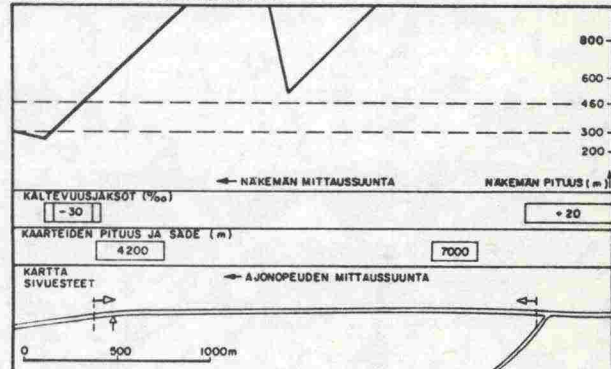 800
600
460
300
200
← NÄKEMÄN MITTAUSSUUNTA
NÄKEMÄN PITUUS (m)
KALTEVUUSJAKSOT (‰)
-30
+20
KAARTEIDEN PITUUS JA SÄDE (m)
4200
7000
KARTTA
SIVUESTEET
← AJONOPEUDEN MITTAUSSUUNTA
0 500 1000m